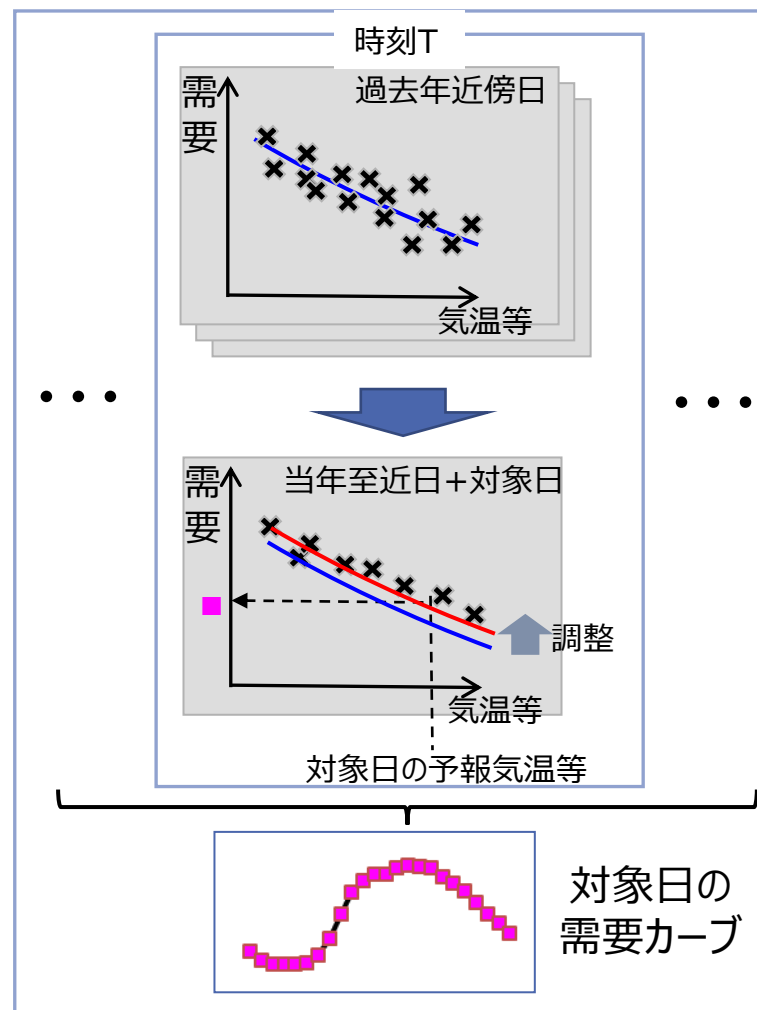 時刻T
過去年近傍日
需要
気温等
・・・
・・・
当年至近日+対象日
需要
調整
気温等
対象日の予報気温等
対象日の
需要カーブ